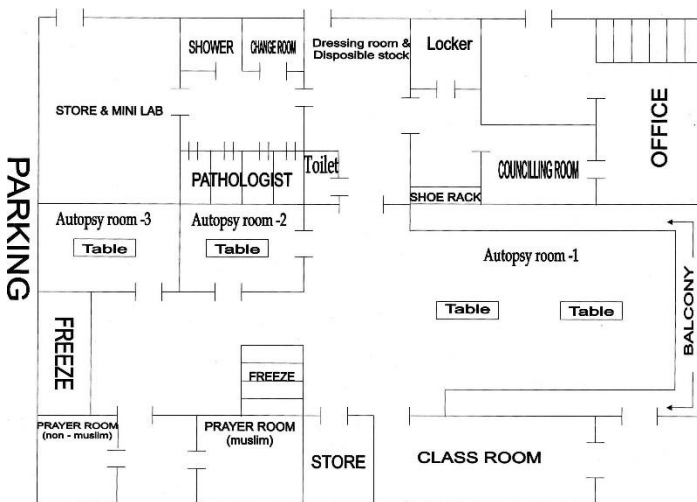 SHOWER
CHANGE ROOM
Dressing room &
Disposible stock
Locker
STORE & MINI LAB
OFFICE
PARKING
PATHOLOGIST
Toilet
COUNCILLING ROOM
SHOE RACK
Autopsy room -3
Table
Autopsy room -2
Table
Autopsy room -1
Table
Table
BALCONY
FREEZE
FREEZE
PRAYER ROOM
(non - muslim)
PRAYER ROOM
(muslim)
STORE
CLASS ROOM